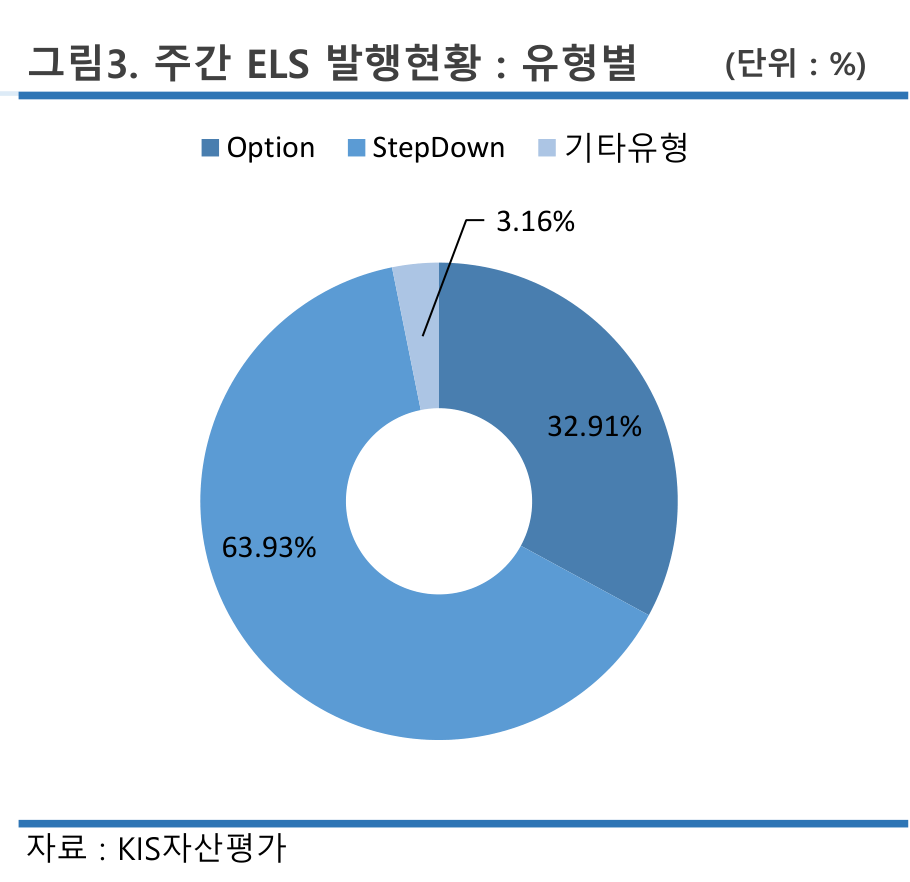 그림3. 주간 ELS 발행현황 : 유형별 (단위 : %)
Option StepDown 기타유형
3.16%
32.91%
63.93%
자료 : KIS자산평가